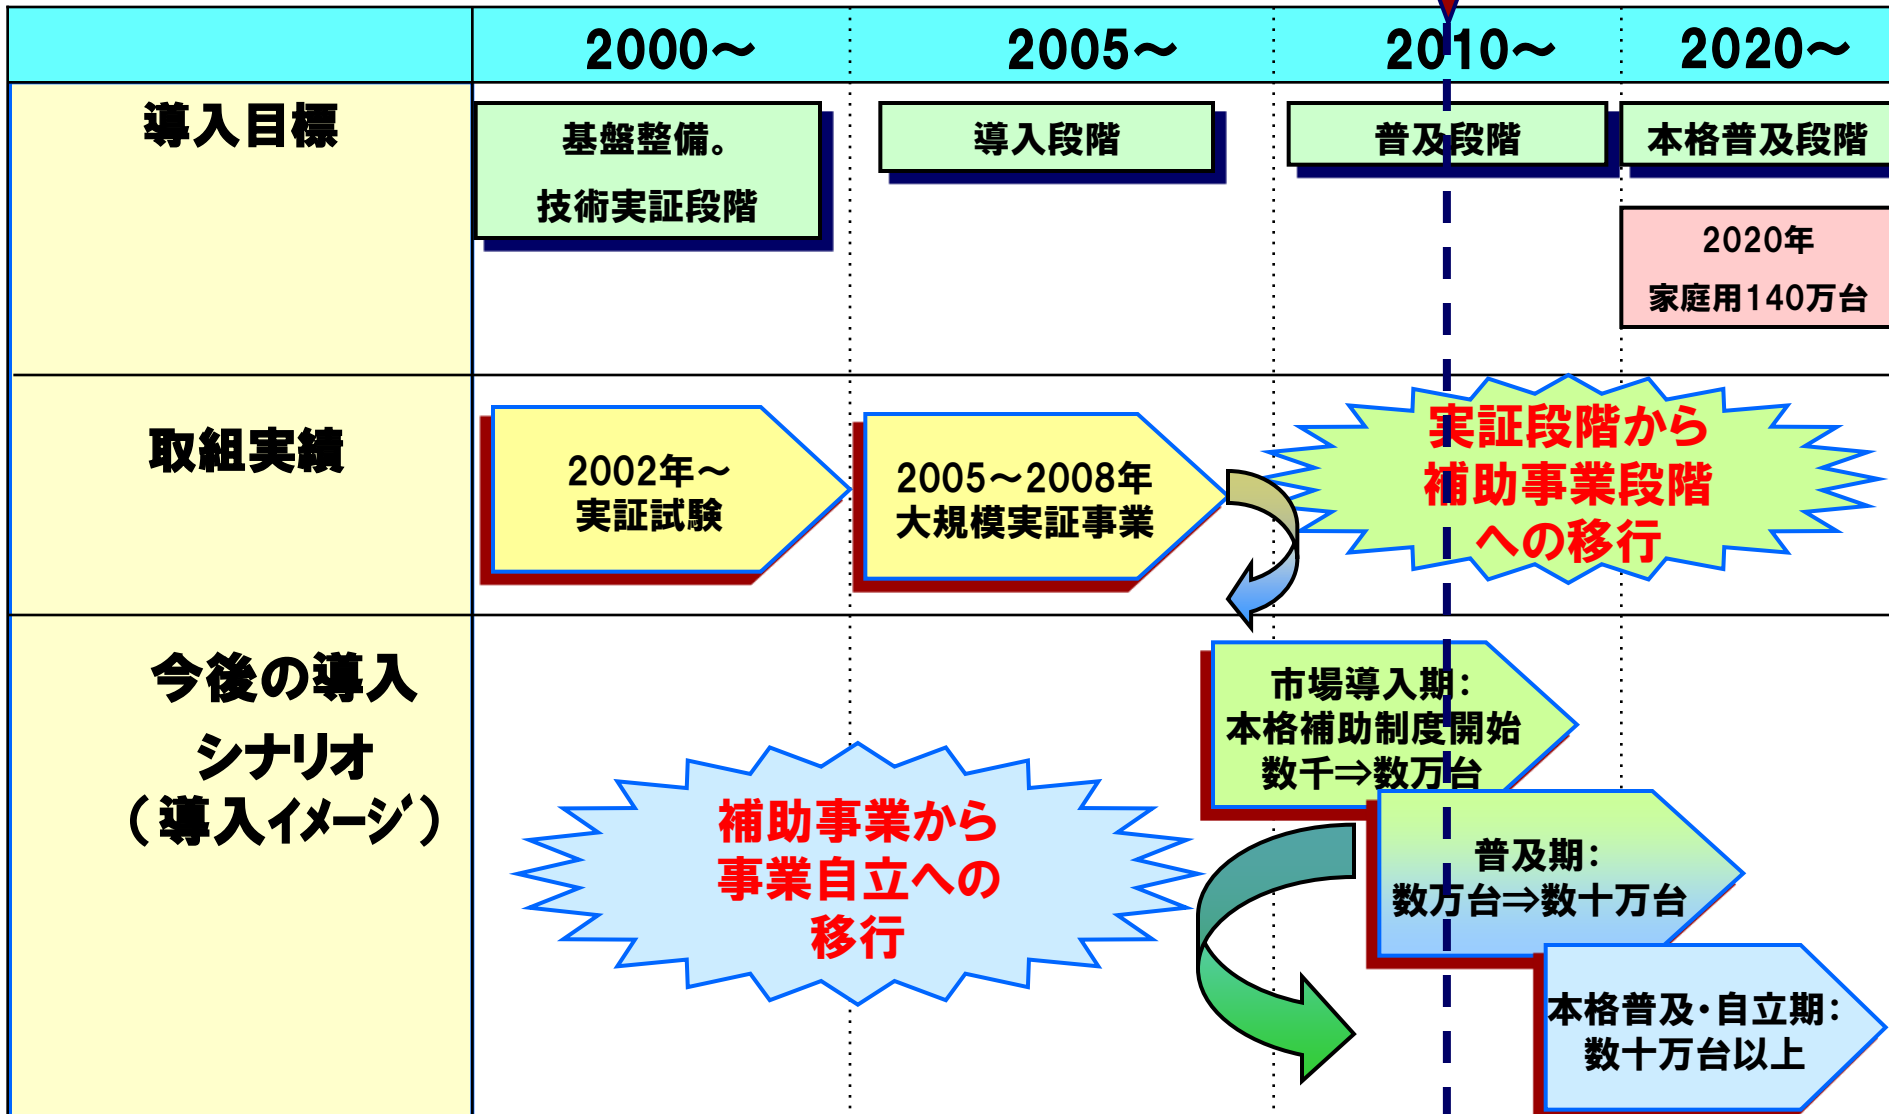 2000～
2005～
2010～
2020～
導入目標
基盤整備。
技術実証段階
導入段階
普及段階
本格普及段階
2020年
家庭用140万台
取組実績
2002年～
実証試験
2005～2008年
大規模実証事業
実証段階から
補助事業段階
への移行
今後の導入
シナリオ
（導入イメージ）
市場導入期：
本格補助制度開始
数千⇒数万台
補助事業から
事業自立への
移行
普及期：
数万台⇒数十万台
本格普及・自立期：
数十万台以上